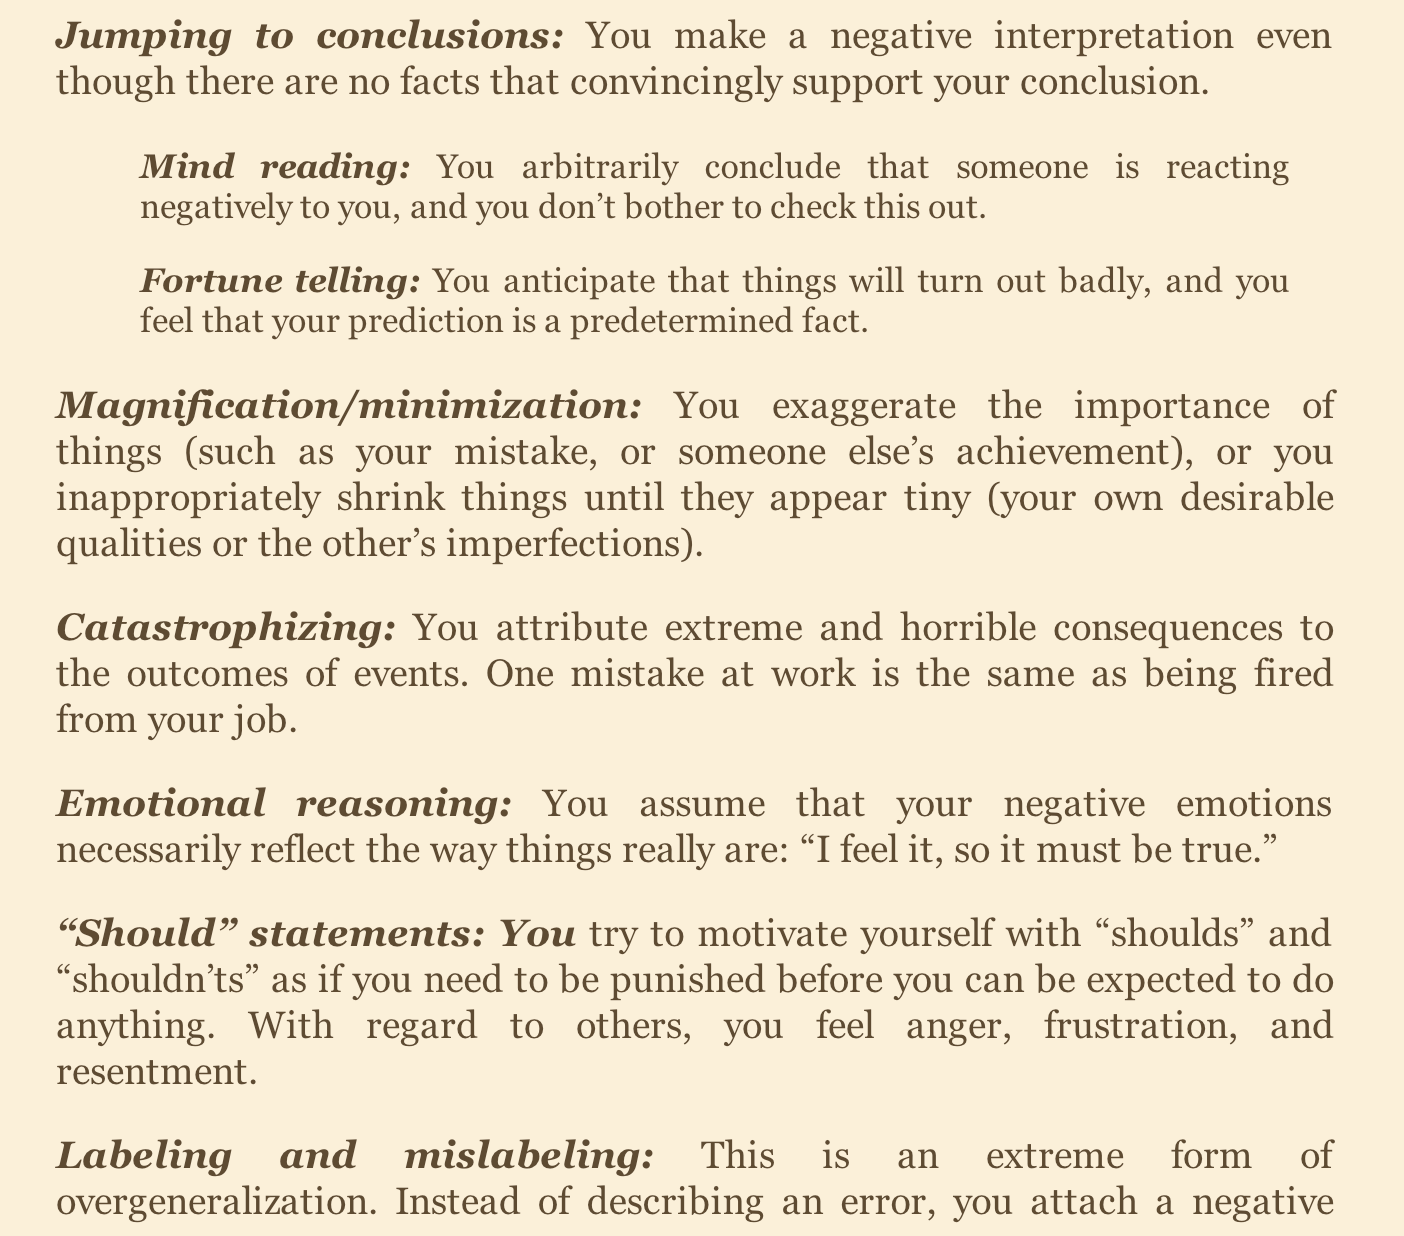 Jumping to conclusions: You make a negative interpretation even
though there are no facts that convincingly support your conclusion.
Mind reading: You arbitrarily conclude that someone is reacting
negatively to you, and you don’t bother to check this out.
Fortune telling: You anticipate that things will turn out badly, and you
feel that your prediction is a predetermined fact.
Magnification/minimization: You exaggerate the importance of
things (such as your mistake, or someone else’s achievement), or you
inappropriately shrink things until they appear tiny (your own desirable
qualities or the other’s imperfections).
Catastrophizing: You attribute extreme and horrible consequences to
the outcomes of events. One mistake at work is the same as being fired
from your job.
Emotional reasoning: You assume that your negative emotions
necessarily reflect the way things really are: “I feel it, so it must be true.”
“Should” statements: You try to motivate yourself with “shoulds” and
“shouldn’ts” as if you need to be punished before you can be expected to do
anything. With regard to others, you feel anger, frustration, and
resentment.
Labeling and mislabeling: This is an extreme form of
overgeneralization. Instead of describing an error, you attach a negative